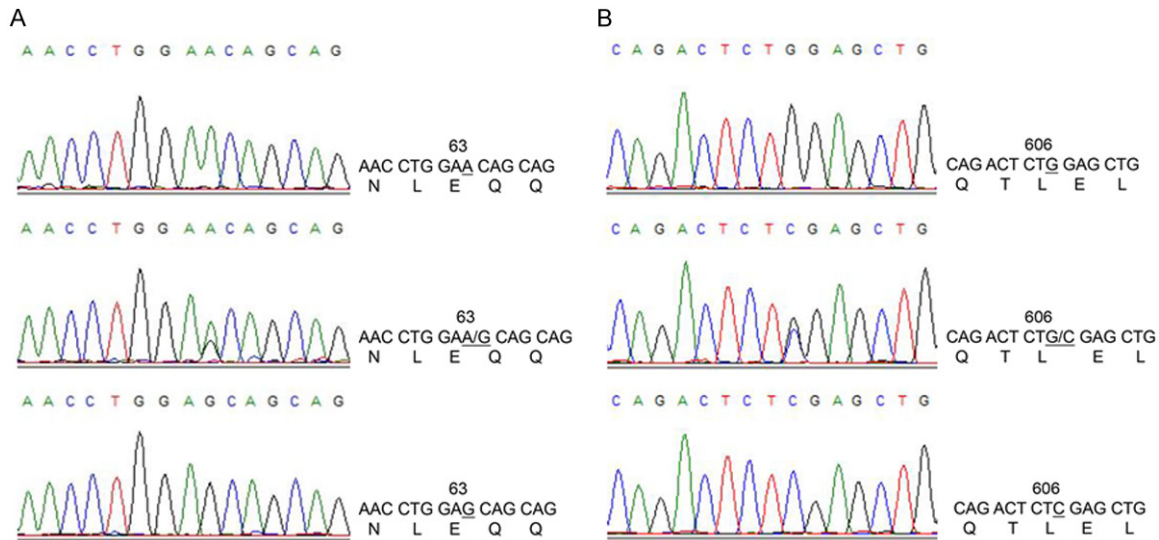 A
A A C C T G G A A C A G C A G
63
AAC CTG GAA CAG CAG
N L E Q Q
A A C C T G G A A C A G C A G
63
AAC CTG GAA/G CAG CAG
N L E Q Q
A A C C T G G A G C A G C A G
63
AAC CTG GAG CAG CAG
N L E Q Q
B
C A G A C T C T G G A G C T G
606
CAG ACT CTG GAG CTG
Q T L E L
C A G A C T C T C G A G C T G
606
CAG ACT CTG/C GAG CTG
Q T L E L
C A G A C T C T C G A G C T G
606
CAG ACT CTC GAG CTG
Q T L E L